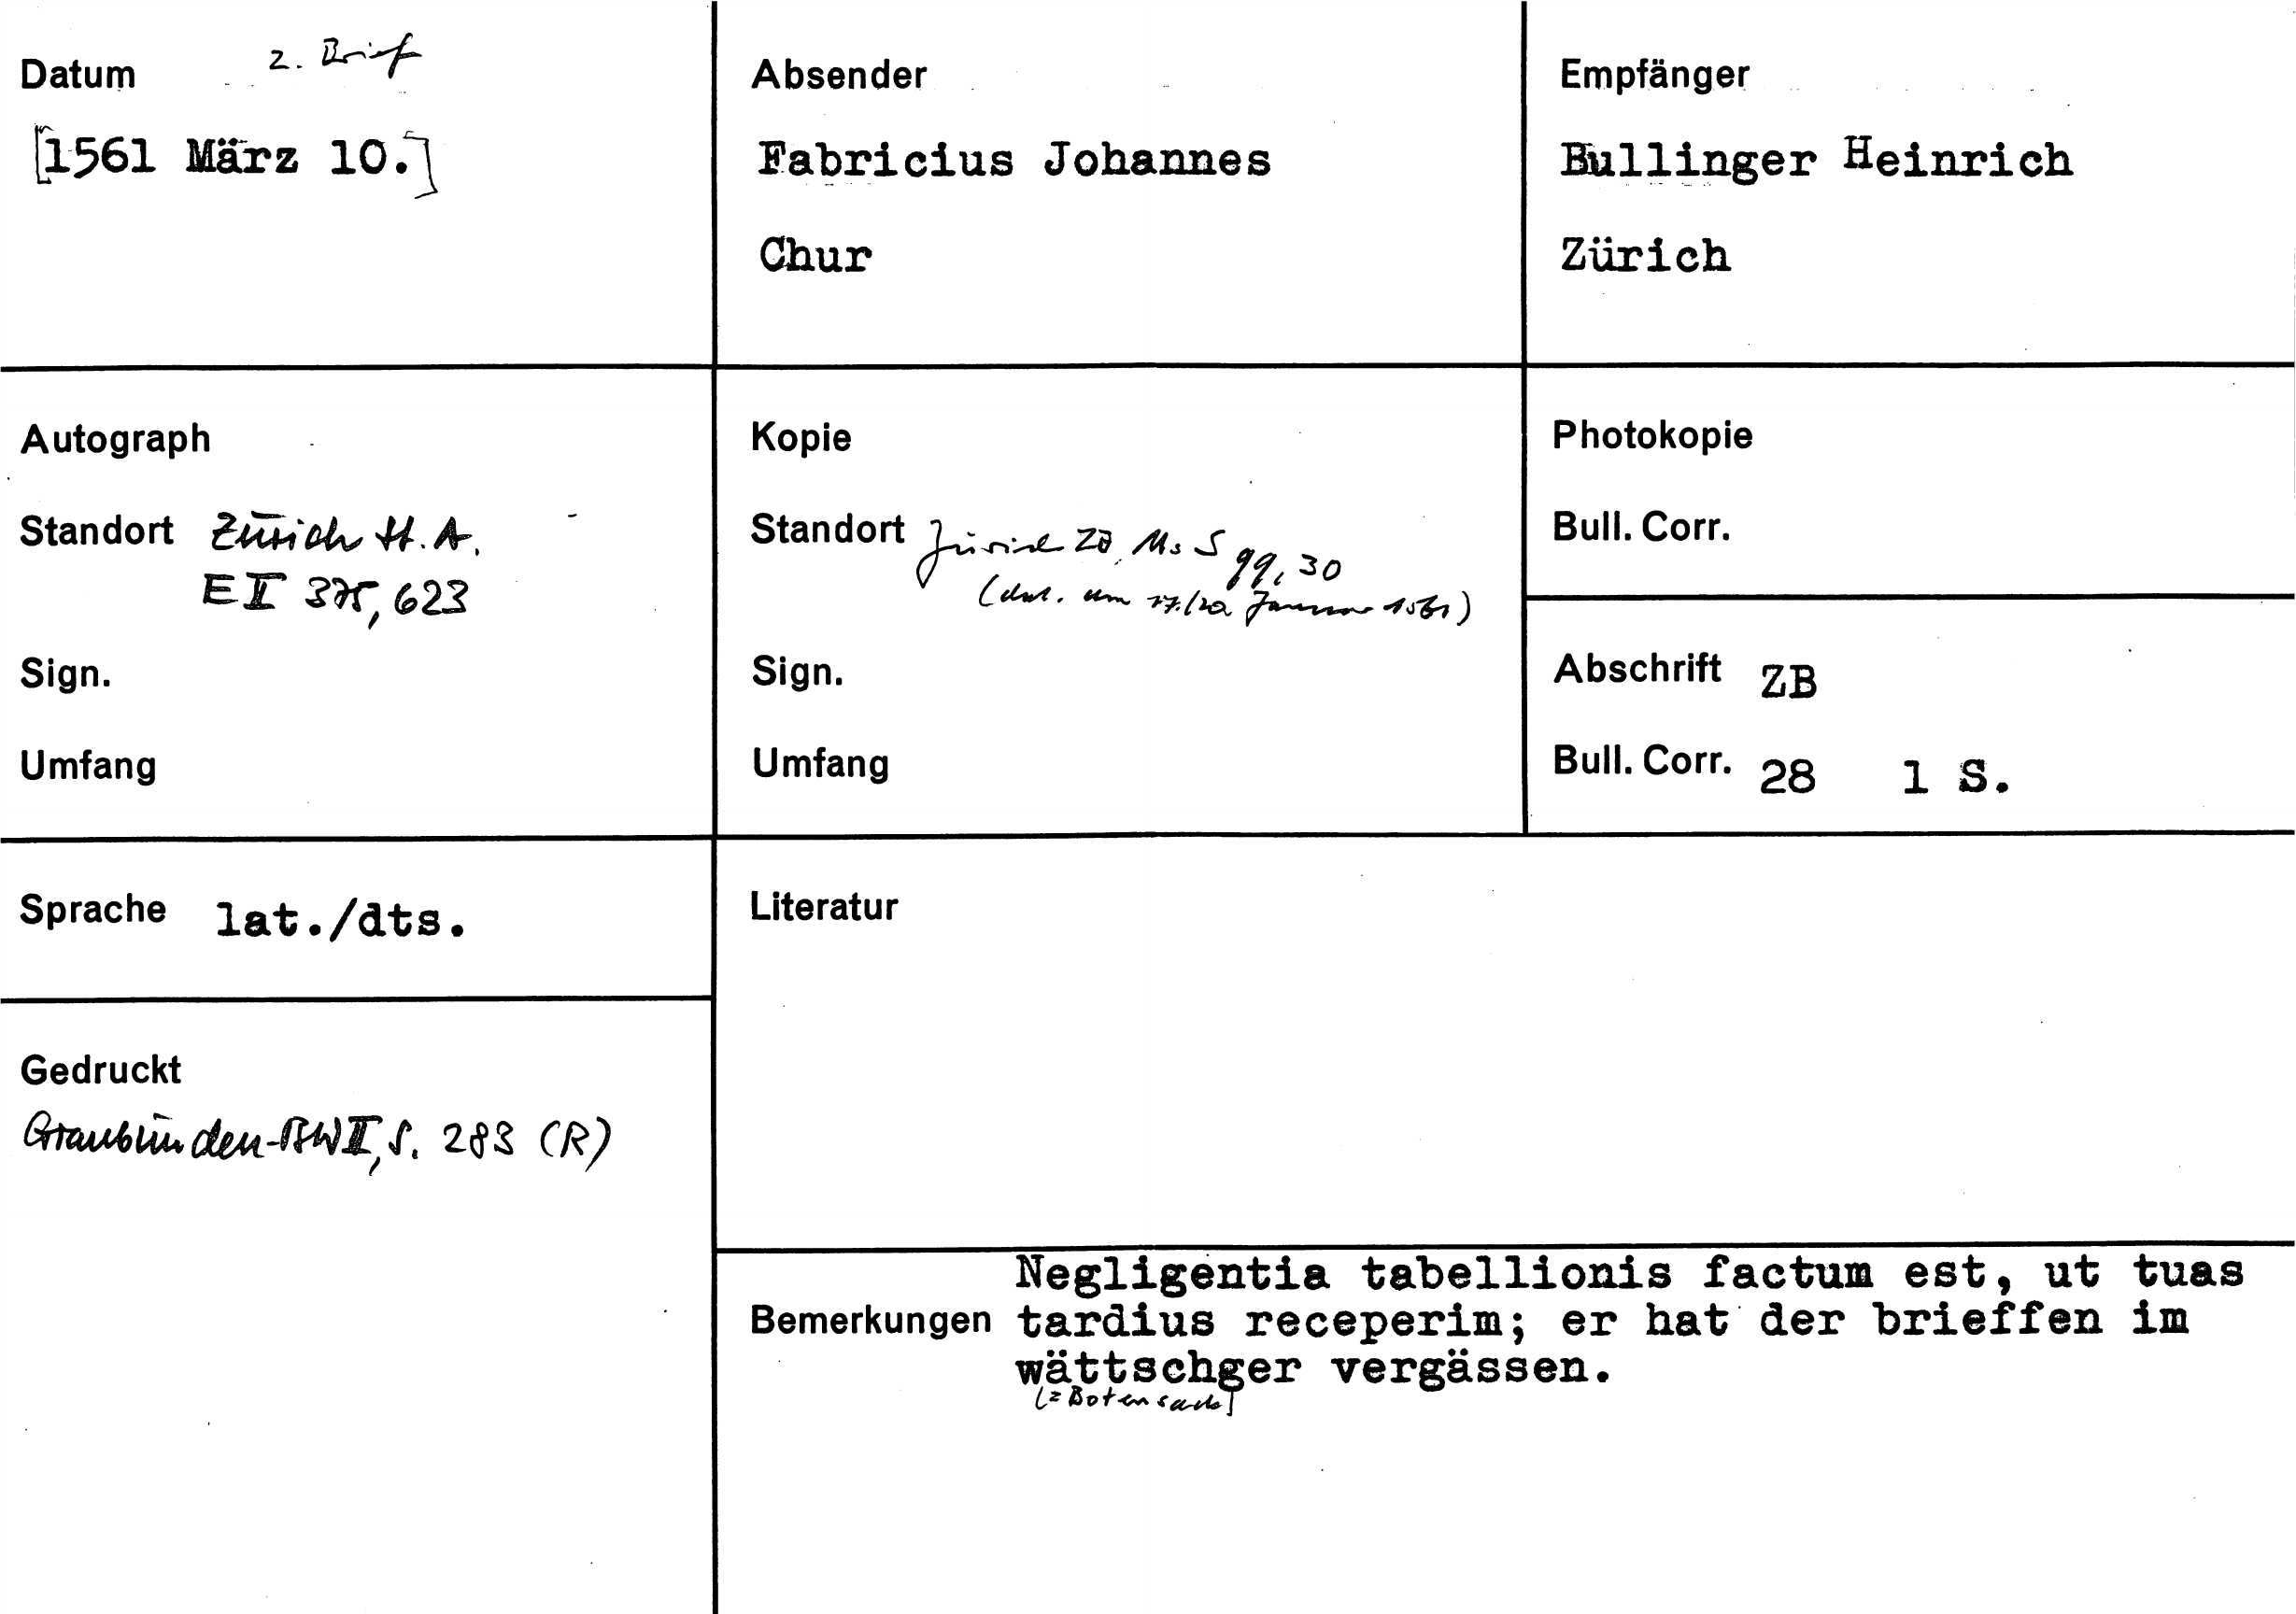 Datum 2. Brief
[1561 März 10.]
Absender
Fabricius Johannes
Chur
Empfänger
Bullinger Heinrich
Zürich
Autograph
Standort Zürich St. A.
E II 375, 623
Sign.
Umfang
Kopie
Standort Zürich ZB, Ms S 99, 30
(dat. um 17./20 Januar 1561)
Sign.
Umfang
Photokopie
Bull. Corr.
Abschrift ZB
Bull. Corr. 28 1 S.
Sprache lat./dts.
Gedruckt
Graubünden-BW II, S. 283 (R)
Literatur
Bemerkungen
Negligentia tabellionis factum est, ut tuas
tardius receperim; er hat der brieffen im
wättschger vergässen.
[= Botensack]